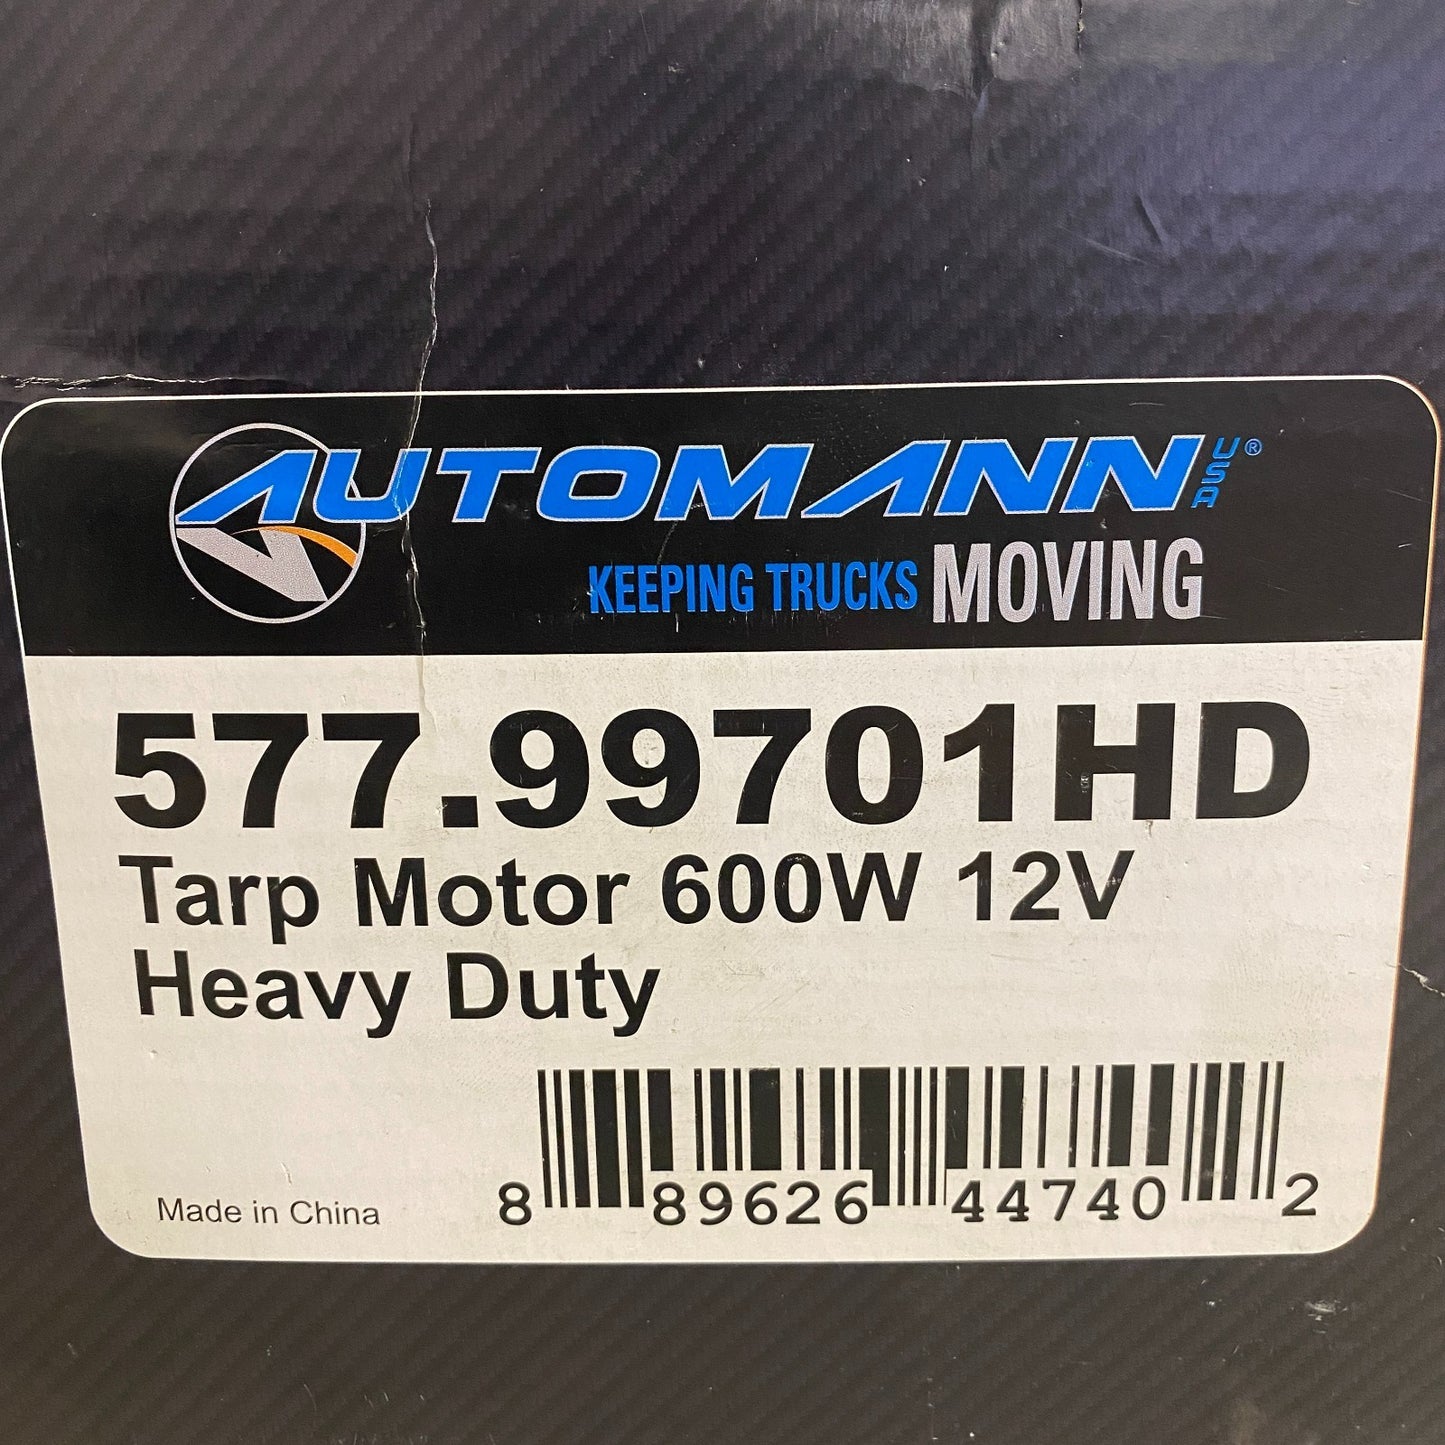 AUTOMANN USA®
KEEPING TRUCKS MOVING
577.99701HD
Tarp Motor 600W 12V
Heavy Duty
Made in China
8 89626 44740 2